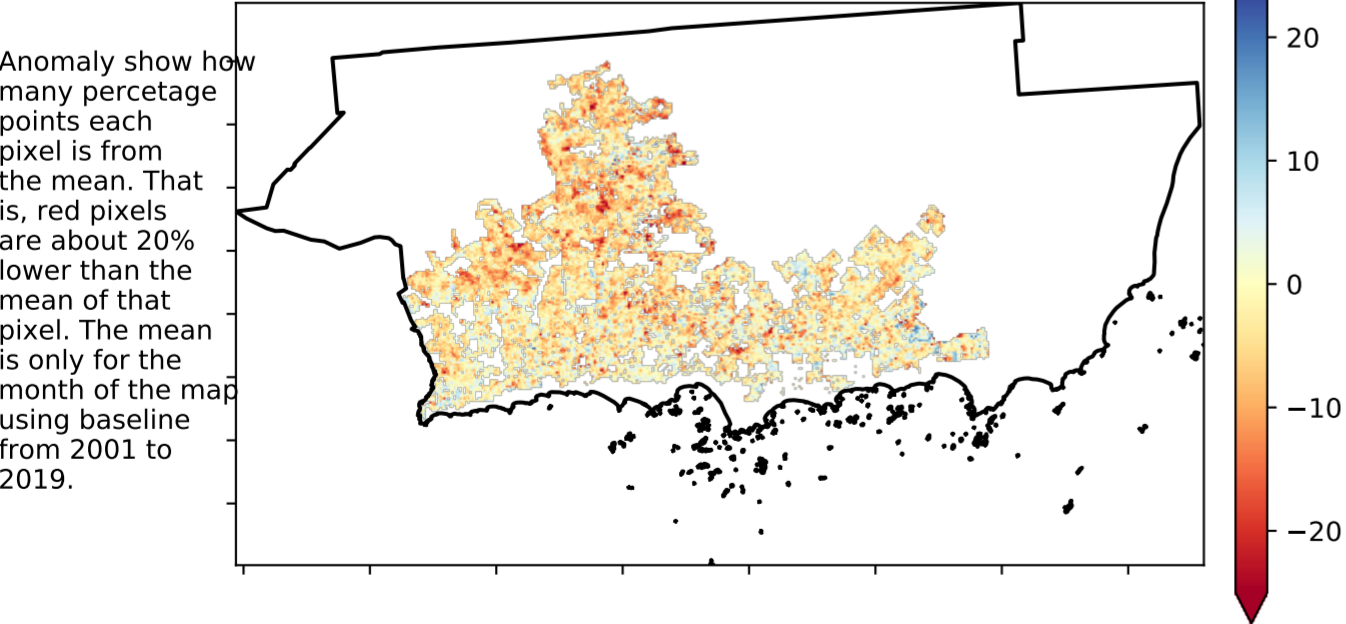 Anomaly show how
many percetage
points each
pixel is from
the mean. That
is, red pixels
are about 20%
lower than the
mean of that
pixel. The mean
is only for the
month of the map
using baseline
from 2001 to
2019.
20
10
0
−10
−20